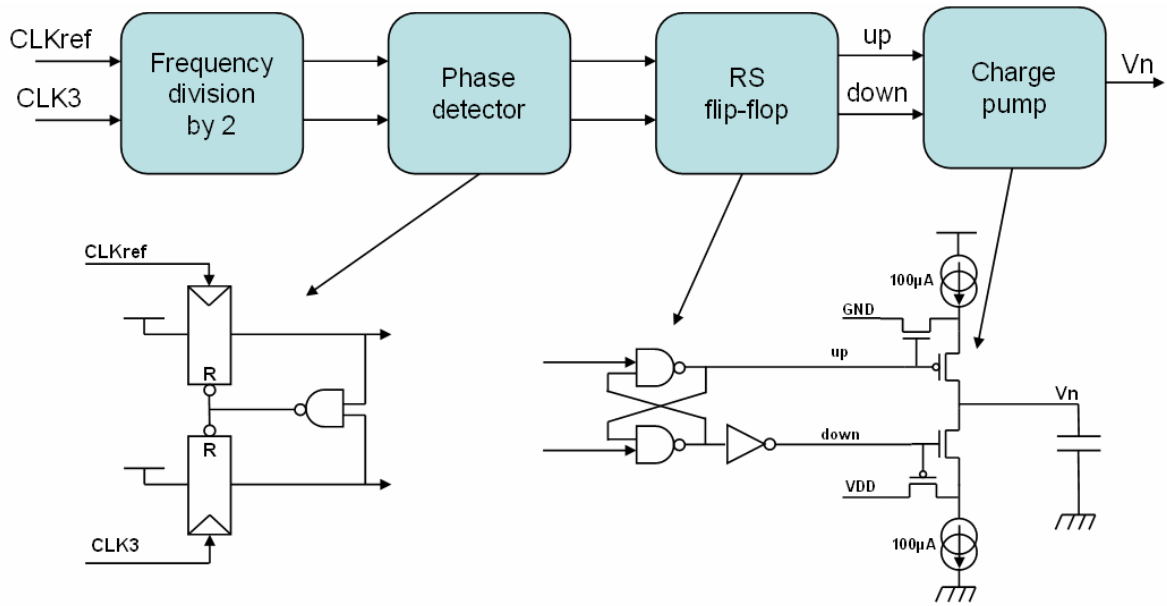 CLKref
CLK3
Frequency
division
by 2
Phase
detector
RS
flip-flop
up
down
Charge
pump
Vn
CLKref
R
R
CLK3
100µA
GND
up
Vn
down
VDD
100µA